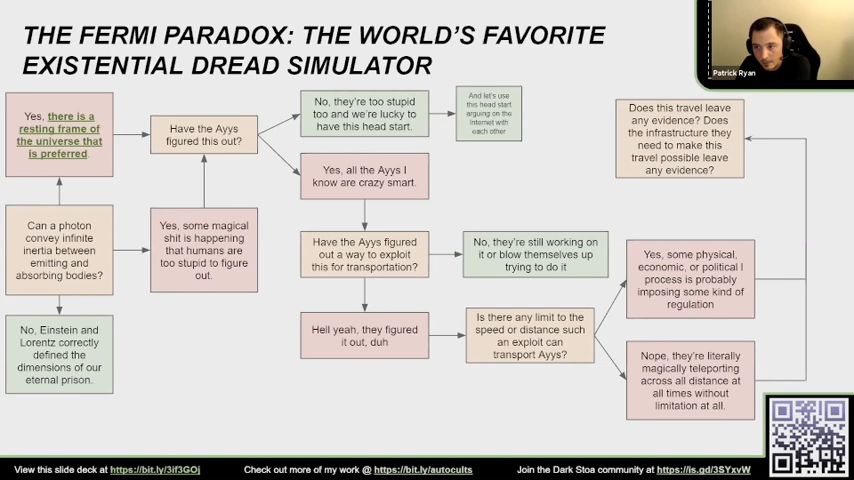 THE FERMI PARADOX: THE WORLD'S FAVORITE
EXISTENTIAL DREAD SIMULATOR
Patrick Ryan
Yes, there is a
resting frame of
the universe that
is preferred.
Have the Ayys
figured this out?
No, they're too stupid
too and we're lucky to
have this head start.
And let's use
this head start
arguing on the
Internet with
each other
Does this travel leave
any evidence? Does
the infrastructure they
need to make this
travel possible leave
any evidence?
Yes, all the Ayys I
know are crazy smart.
Can a photon
convey infinite
inertia between
emitting and
absorbing bodies?
Yes, some magical
shit is happening
that humans are
too stupid to figure
out.
Have the Ayys figured
out a way to exploit
this for transportation?
No, they're still working on
it or blow themselves up
trying to do it
Yes, some physical,
economic, or political l
process is probably
imposing some kind of
regulation
No, Einstein and
Lorentz correctly
defined the
dimensions of our
eternal prison.
Hell yeah, they figured
it out, duh
Is there any limit to the
speed or distance such
an exploit can
transport Ayys?
Nope, they're literally
magically teleporting
across all distance at
all times without
limitation at all.
View this slide deck at https://bit.ly/3if3GOj
Check out more of my work @ https://bit.ly/autocults
Join the Dark Stoa community at https://is.gd/3SYxvW